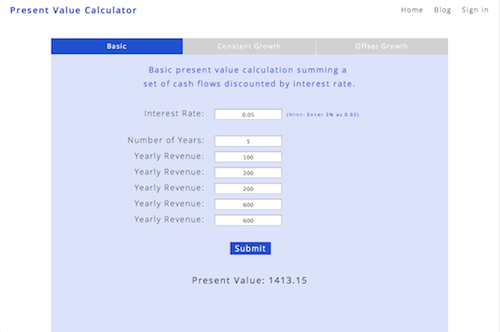 Present Value Calculator
Home Blog Sign in
Basic Constant Growth Offset Growth
Basic present value calculation summing a
set of cash flows discounted by interest rate.
Interest Rate: 0.05 (Hint: Enter 2% as 0.02)
Number of Years: 5
Yearly Revenue: 100
Yearly Revenue: 200
Yearly Revenue: 200
Yearly Revenue: 600
Yearly Revenue: 600
Submit
Present Value: 1413.15